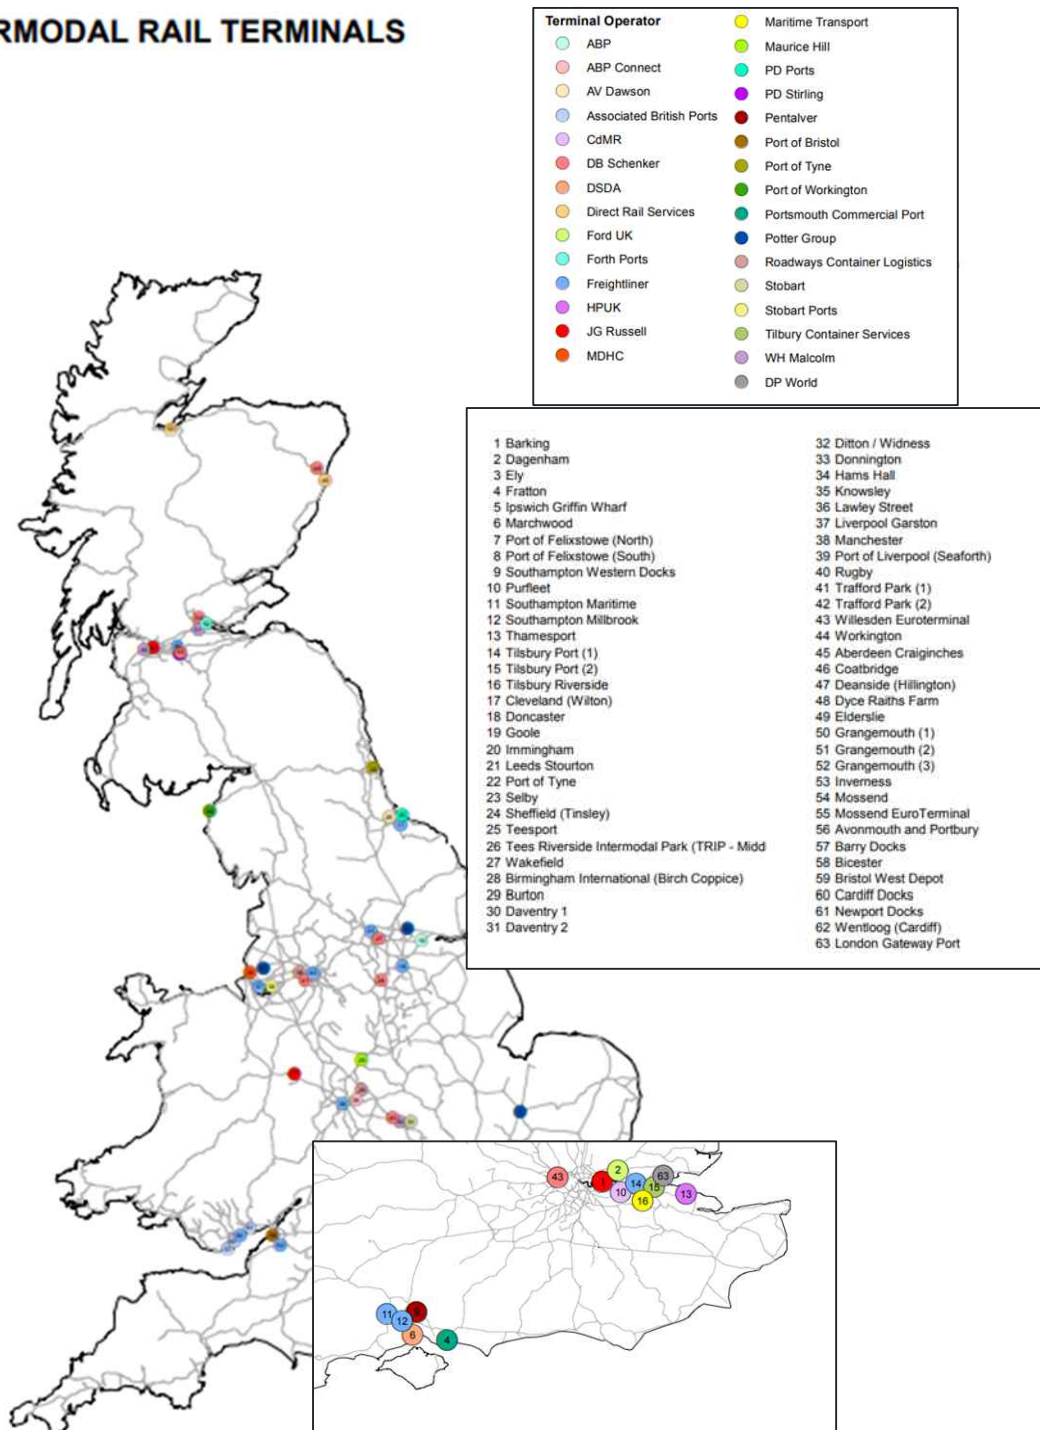 RMODAL RAIL TERMINALS
Terminal Operator
ABP
ABP Connect
AV Dawson
Associated British Ports
CdMR
DB Schenker
DSDA
Direct Rail Services
Ford UK
Forth Ports
Freightliner
HPUK
JG Russell
MDHC
Maritime Transport
Maurice Hill
PD Ports
PD Stirling
Pentalver
Port of Bristol
Port of Tyne
Port of Workington
Portsmouth Commercial Port
Potter Group
Roadways Container Logistics
Stobart
Stobart Ports
Tilbury Container Services
WH Malcolm
DP World
1 Barking
2 Dagenham
3 Ely
4 Fratton
5 Ipswich Griffin Wharf
6 Marchwood
7 Port of Felixstowe (North)
8 Port of Felixstowe (South)
9 Southampton Western Docks
10 Purfleet
11 Southampton Maritime
12 Southampton Millbrook
13 Thamesport
14 Tilsbury Port (1)
15 Tilsbury Port (2)
16 Tilsbury Riverside
17 Cleveland (Wilton)
18 Doncaster
19 Goole
20 Immingham
21 Leeds Stourton
22 Port of Tyne
23 Selby
24 Sheffield (Tinsley)
25 Teesport
26 Tees Riverside Intermodal Park (TRIP - Midd
27 Wakefield
28 Birmingham International (Birch Coppice)
29 Burton
30 Daventry 1
31 Daventry 2
32 Ditton / Widness
33 Donnington
34 Hams Hall
35 Knowsley
36 Lawley Street
37 Liverpool Garston
38 Manchester
39 Port of Liverpool (Seaforth)
40 Rugby
41 Trafford Park (1)
42 Trafford Park (2)
43 Willesden Euroterminal
44 Workington
45 Aberdeen Craiginches
46 Coatbridge
47 Deanside (Hillington)
48 Dyce Raiths Farm
49 Elderslie
50 Grangemouth (1)
51 Grangemouth (2)
52 Grangemouth (3)
53 Inverness
54 Mossend
55 Mossend EuroTerminal
56 Avonmouth and Portbury
57 Barry Docks
58 Bicester
59 Bristol West Depot
60 Cardiff Docks
61 Newport Docks
62 Wentloog (Cardiff)
63 London Gateway Port
43
2
63
14
15
10
16
13
11
12
6
4